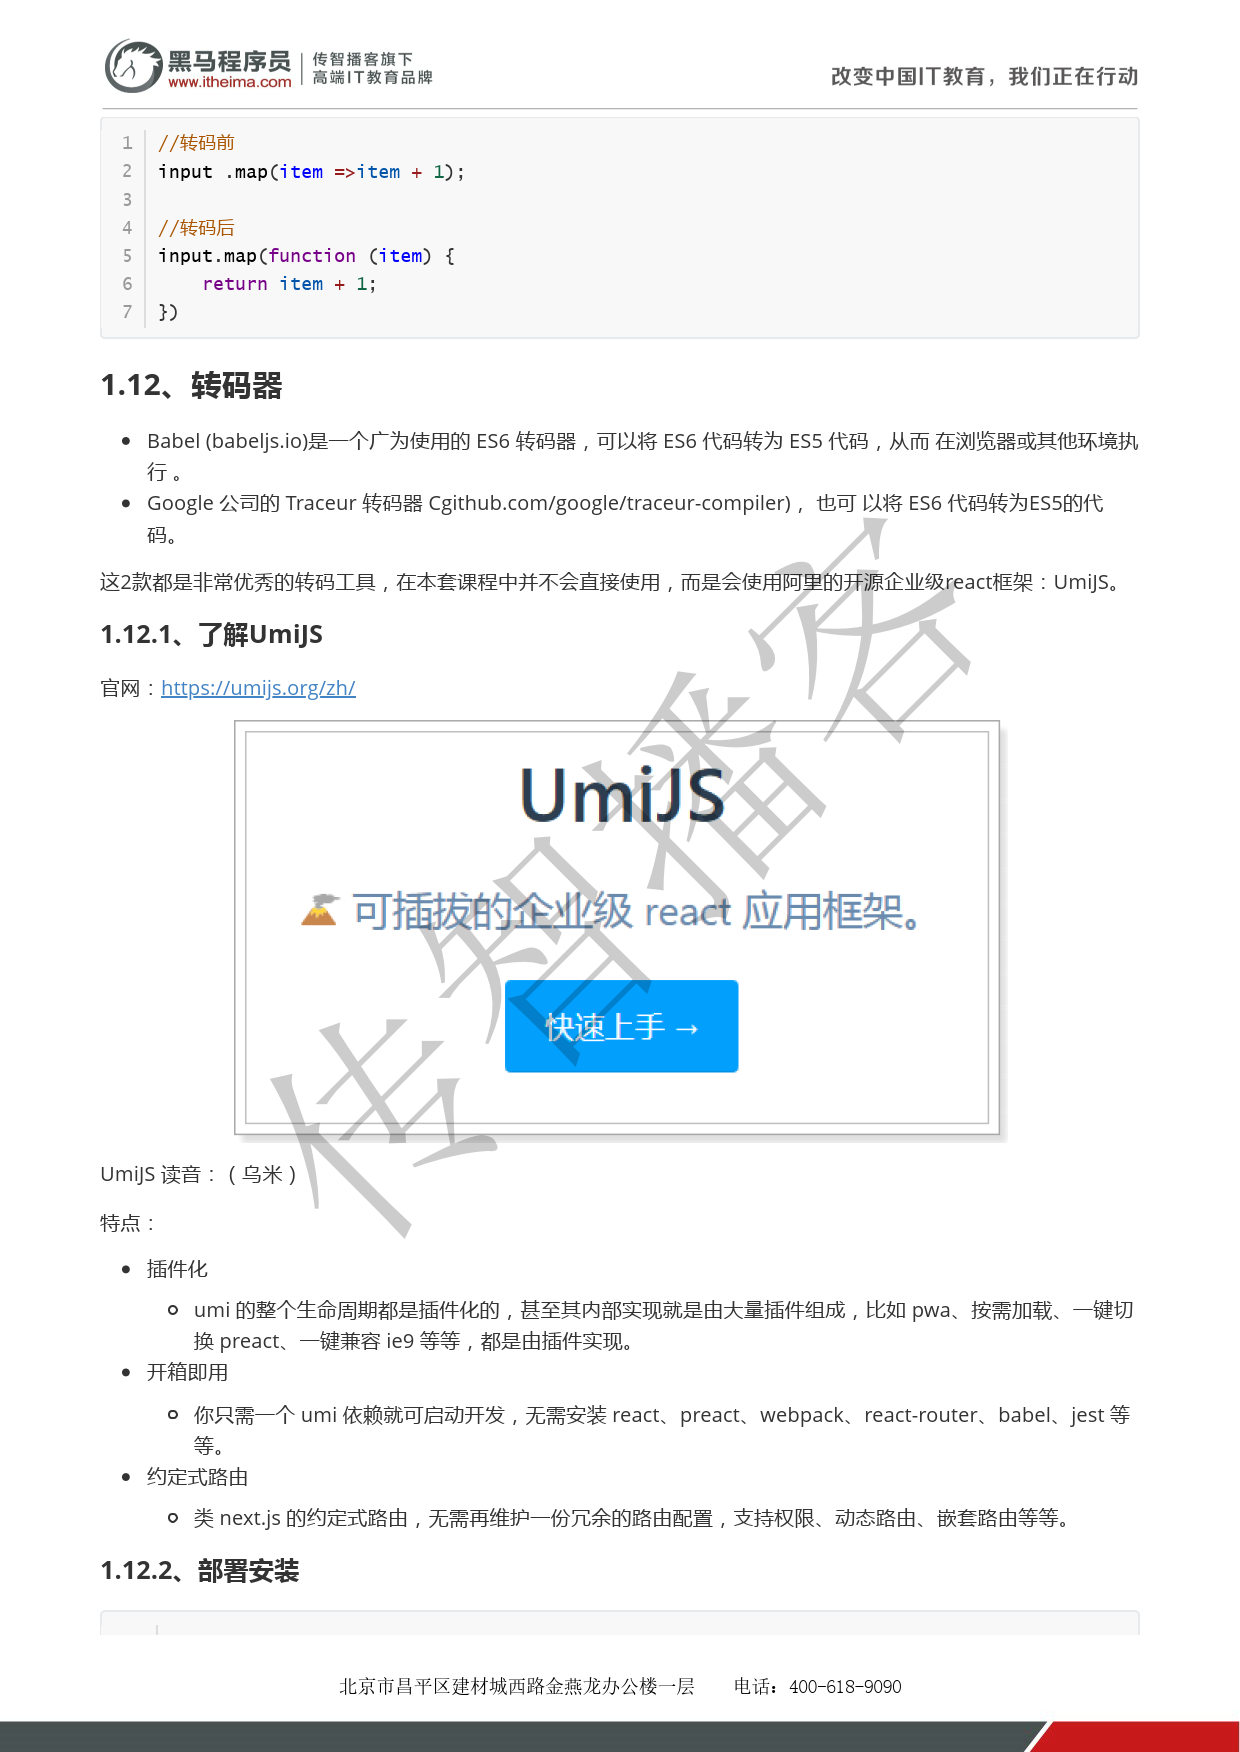 黑马程序员
www.itheima.com
传智播客旗下
高端IT教育品牌
改变中国IT教育，我们正在行动
1 //转码前
2 input .map(item =>item + 1);
3
4 //转码后
5 input.map(function (item) {
6     return item + 1;
7 })
1.12、转码器
Babel (babeljs.io)是一个广为使用的 ES6 转码器，可以将 ES6 代码转为 ES5 代码，从而 在浏览器或其他环境执
行 。
Google 公司的 Traceur 转码器 Cgithub.com/google/traceur-compiler)， 也可 以将 ES6 代码转为ES5的代
码。
这2款都是非常优秀的转码工具，在本套课程中并不会直接使用，而是会使用阿里的开源企业级react框架：UmiJS。
1.12.1、了解UmiJS
官网：https://umijs.org/zh/
UmiJS
可插拔的企业级 react 应用框架。
快速上手 →
传智播客
UmiJS 读音：（乌米）
特点：
插件化
umi 的整个生命周期都是插件化的，甚至其内部实现就是由大量插件组成，比如 pwa、按需加载、一键切
换 preact、一键兼容 ie9 等等，都是由插件实现。
开箱即用
你只需一个 umi 依赖就可启动开发，无需安装 react、preact、webpack、react-router、babel、jest 等
等。
约定式路由
类 next.js 的约定式路由，无需再维护一份冗余的路由配置，支持权限、动态路由、嵌套路由等等。
1.12.2、部署安装
北京市昌平区建材城西路金燕龙办公楼一层 电话：400-618-9090